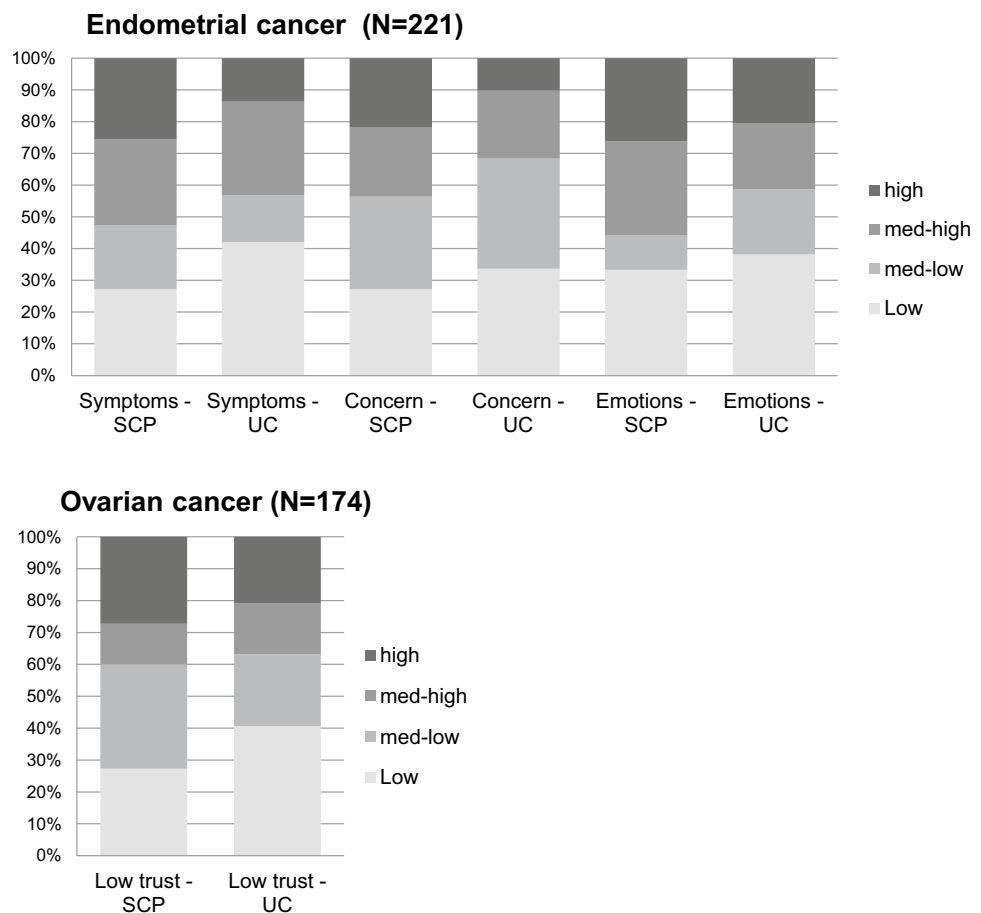 Endometrial cancer (N=221)
100%
90%
80%
70%
60%
50%
40%
30%
20%
10%
0%
Symptoms - SCP
Symptoms - UC
Concern - SCP
Concern - UC
Emotions - SCP
Emotions - UC
high
med-high
med-low
Low
Ovarian cancer (N=174)
100%
90%
80%
70%
60%
50%
40%
30%
20%
10%
0%
Low trust - SCP
Low trust - UC
high
med-high
med-low
Low